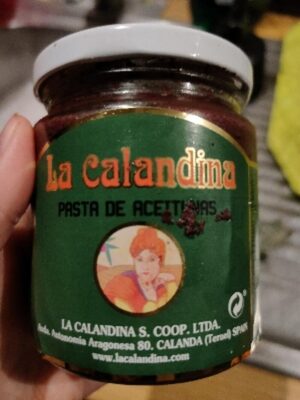 La Calandina
PASTA DE ACEITUNAS
LA CALANDINA S. COOP. LTDA.
Avda. Autonomía Aragonesa 80. CALANDA (Teruel) SPAIN
www.lacalandina.com